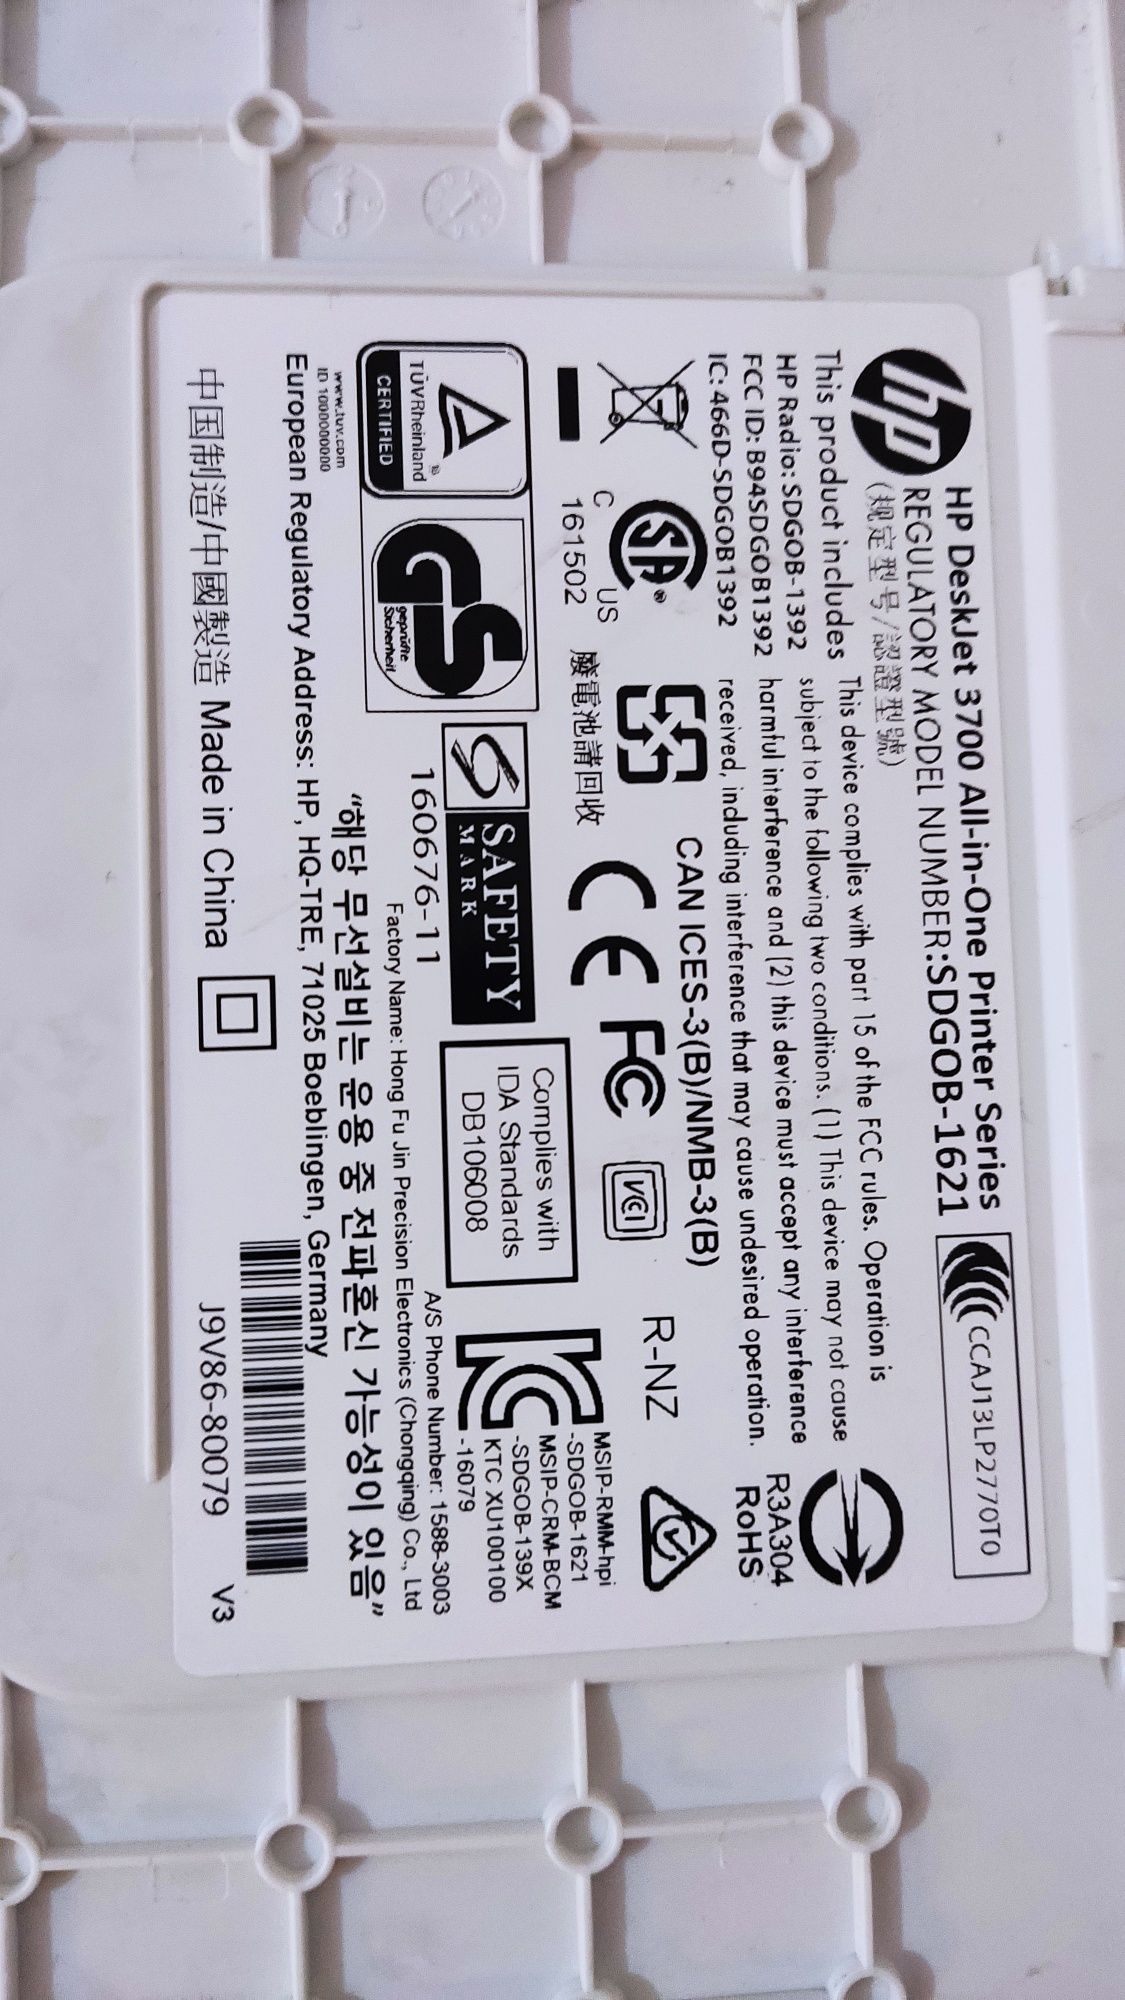 hp
HP DeskJet 3700 All-in-One Printer Series
REGULATORY MODEL NUMBER:SDGOB-1621
(规定型号/認證型號)
CCAJ13LP2770T0
This product includes
HP Radio: SDGOB-1392
FCC ID: B94SDGOB1392
IC: 466D-SDGOB1392
This device complies with part 15 of the FCC rules. Operation is
subject to the following two conditions. (1) This device may not cause
harmful interference and (2) this device must accept any interference
received, including interference that may cause undesired operation.
R3A304
RoHS
SA®
C US
161502
廢電池請回收
CAN ICES-3(B)/NMB-3(B)
CE
FC
VCI
R-NZ
TÜVRheinland®
CERTIFIED
www.tuv.com
ID 1000000000
GS
geprüfte
Sicherheit
S
SAFETY
MARK
160676-11
Complies with
IDA Standards
DB106008
KC
MSIP-RMM-hpi
-SDGOB-1621
MSIP-CRM-BCM
-SDGOB-139X
KTC XU100100
-16079
A/S Phone Number: 1588-3003
Factory Name: Hong Fu Jin Precision Electronics (Chongqing) Co., Ltd
“해당 무선설비는 운용 중 전파혼신 가능성이 있음”
European Regulatory Address: HP, HQ-TRE, 71025 Boeblingen, Germany
中国制造/中國製造 Made in China
J9V86-80079
V3